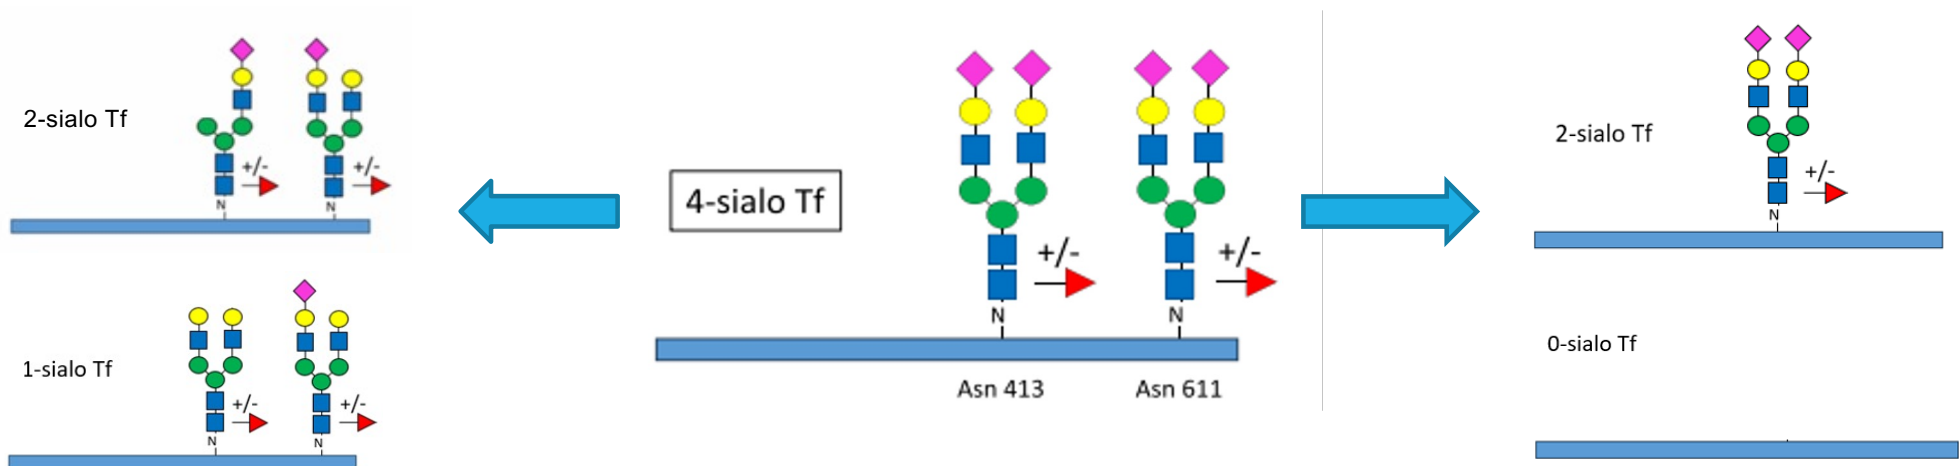 2-sialo Tf
+/-
+/-
N
N
1-sialo Tf
+/-
+/-
N
N
4-sialo Tf
+/-
+/-
N
N
Asn 413
Asn 611
2-sialo Tf
+/-
N
0-sialo Tf